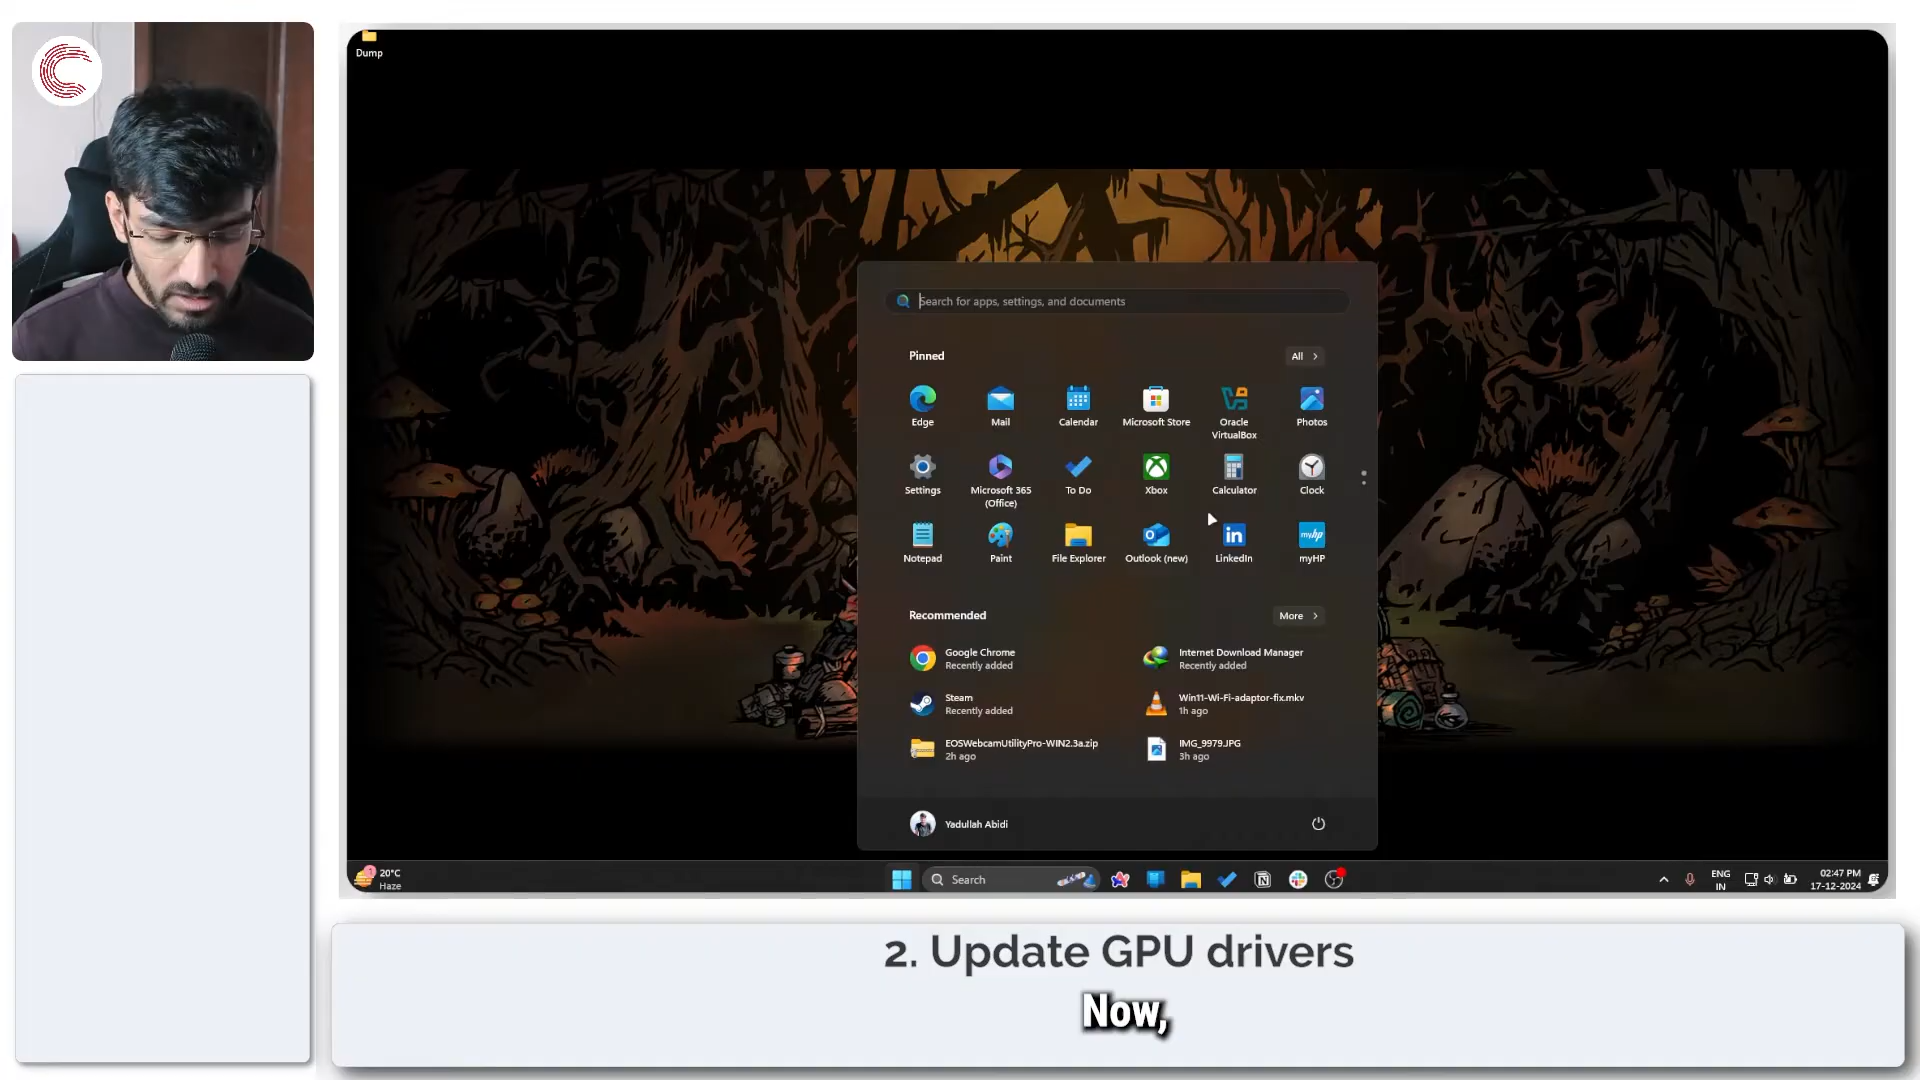 Dump
Search for apps, settings, and documents
Pinned
All
Edge
Mail
Calendar
Microsoft Store
Oracle
VirtualBox
Photos
Settings
Microsoft 365
(Office)
To Do
Xbox
Calculator
Clock
Notepad
Paint
File Explorer
Outlook (new)
LinkedIn
myHP
Recommended
More
Google Chrome
Recently added
Internet Download Manager
Recently added
Steam
Recently added
Win11-Wi-Fi-adaptor-fix.mkv
1h ago
EOSWebcamUtilityPro-WIN2.3a.zip
2h ago
IMG_9979.JPG
3h ago
Yadullah Abidi
1
20°C
Haze
Search
ENG
IN
02:47 PM
17-12-2024
2. Update GPU drivers
Now,